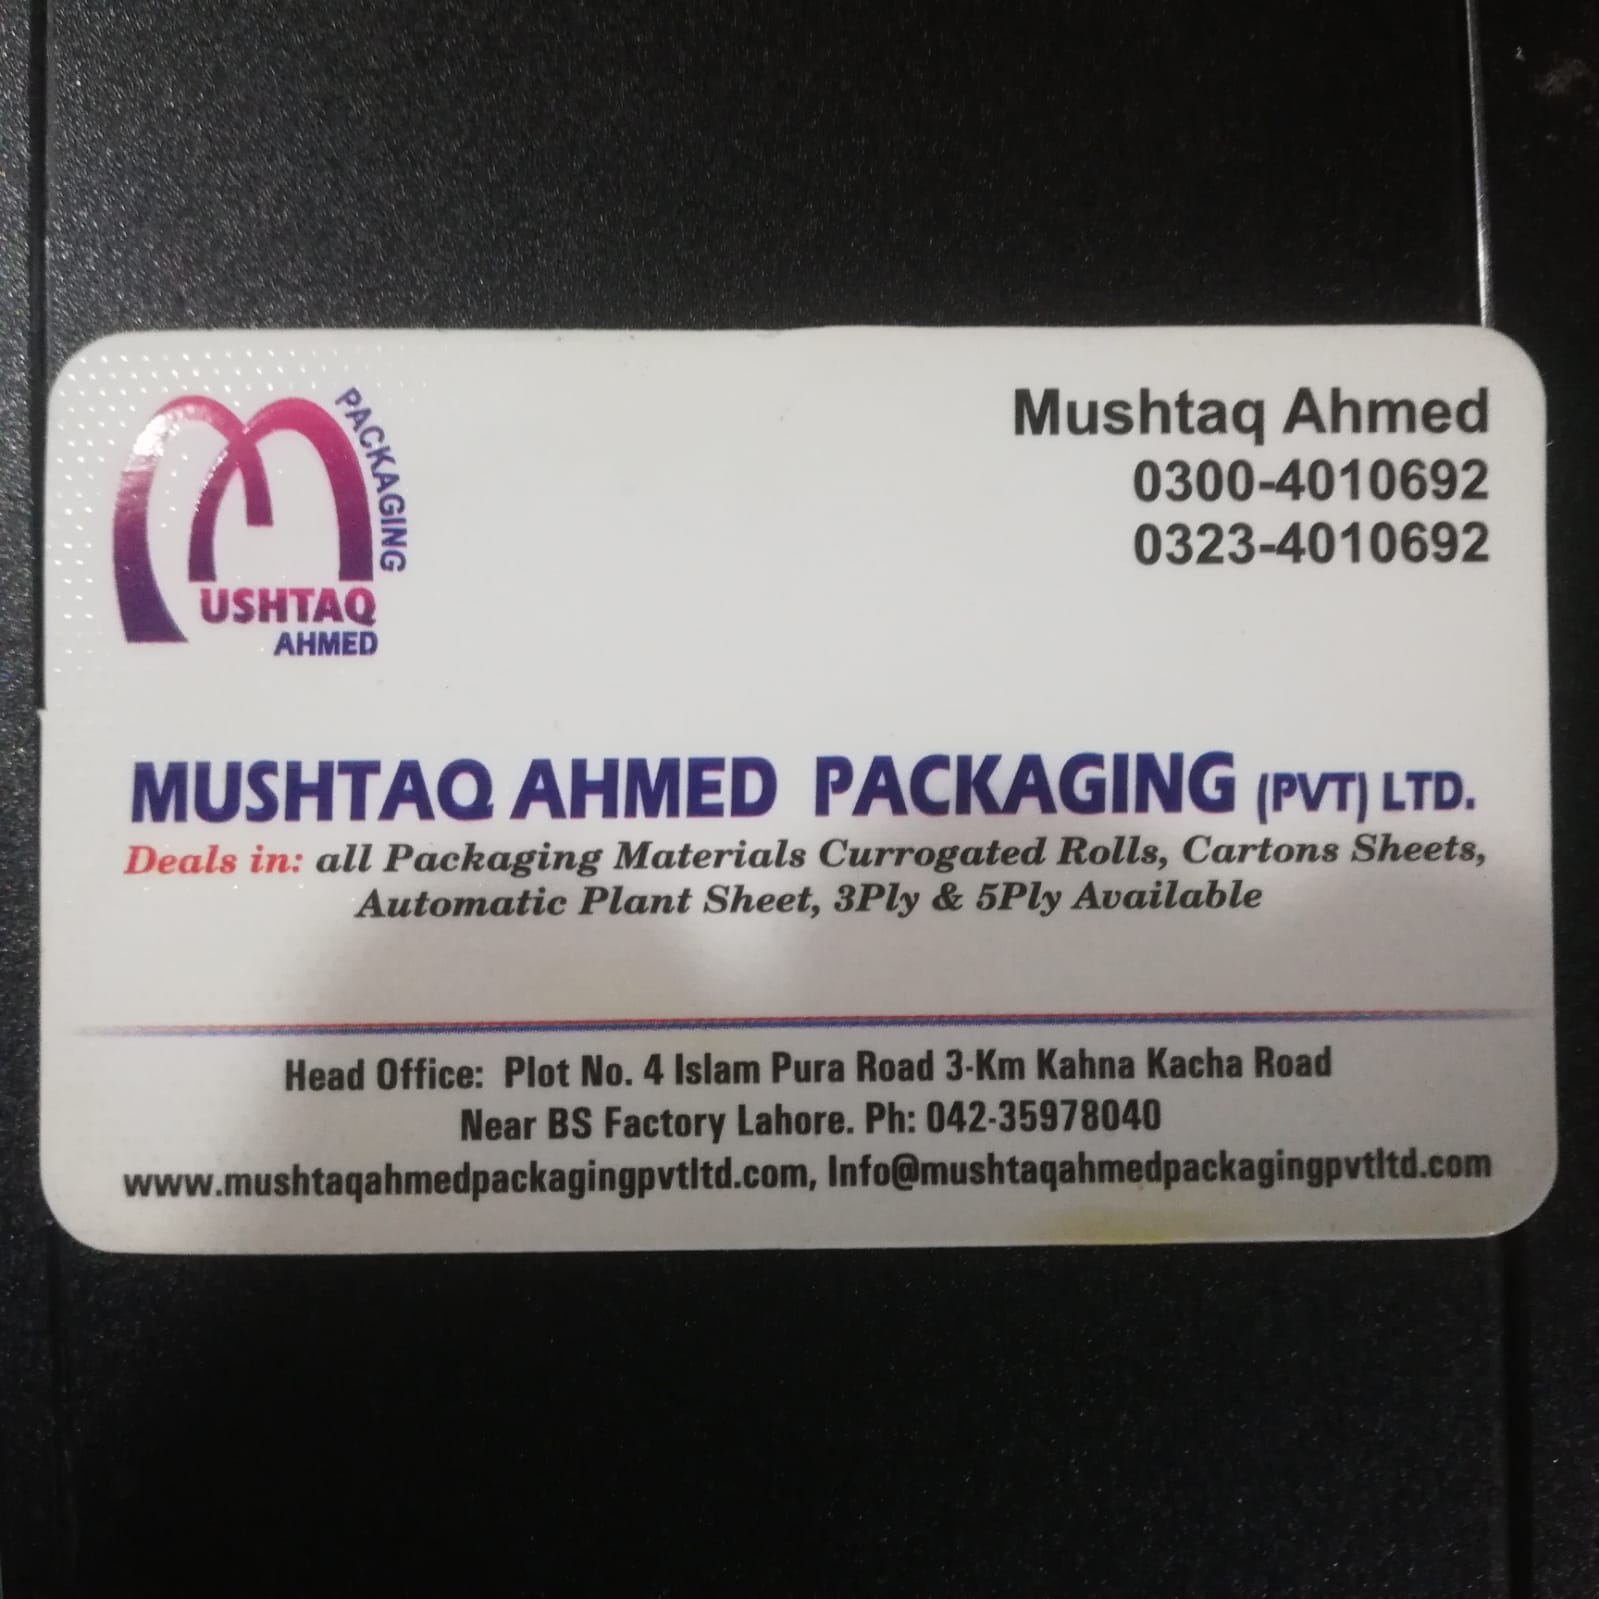 PACKAGING
MUSHTAQ
AHMED
Mushtaq Ahmed
0300-4010692
0323-4010692
MUSHTAQ AHMED PACKAGING (PVT) LTD.
Deals in: all Packaging Materials Currogated Rolls, Cartons Sheets,
Automatic Plant Sheet, 3Ply & 5Ply Available
Head Office: Plot No. 4 Islam Pura Road 3-Km Kahna Kacha Road
Near BS Factory Lahore. Ph: 042-35978040
www.mushtaqahmedpackagingpvtltd.com, Info@mushtaqahmedpackagingpvtltd.com